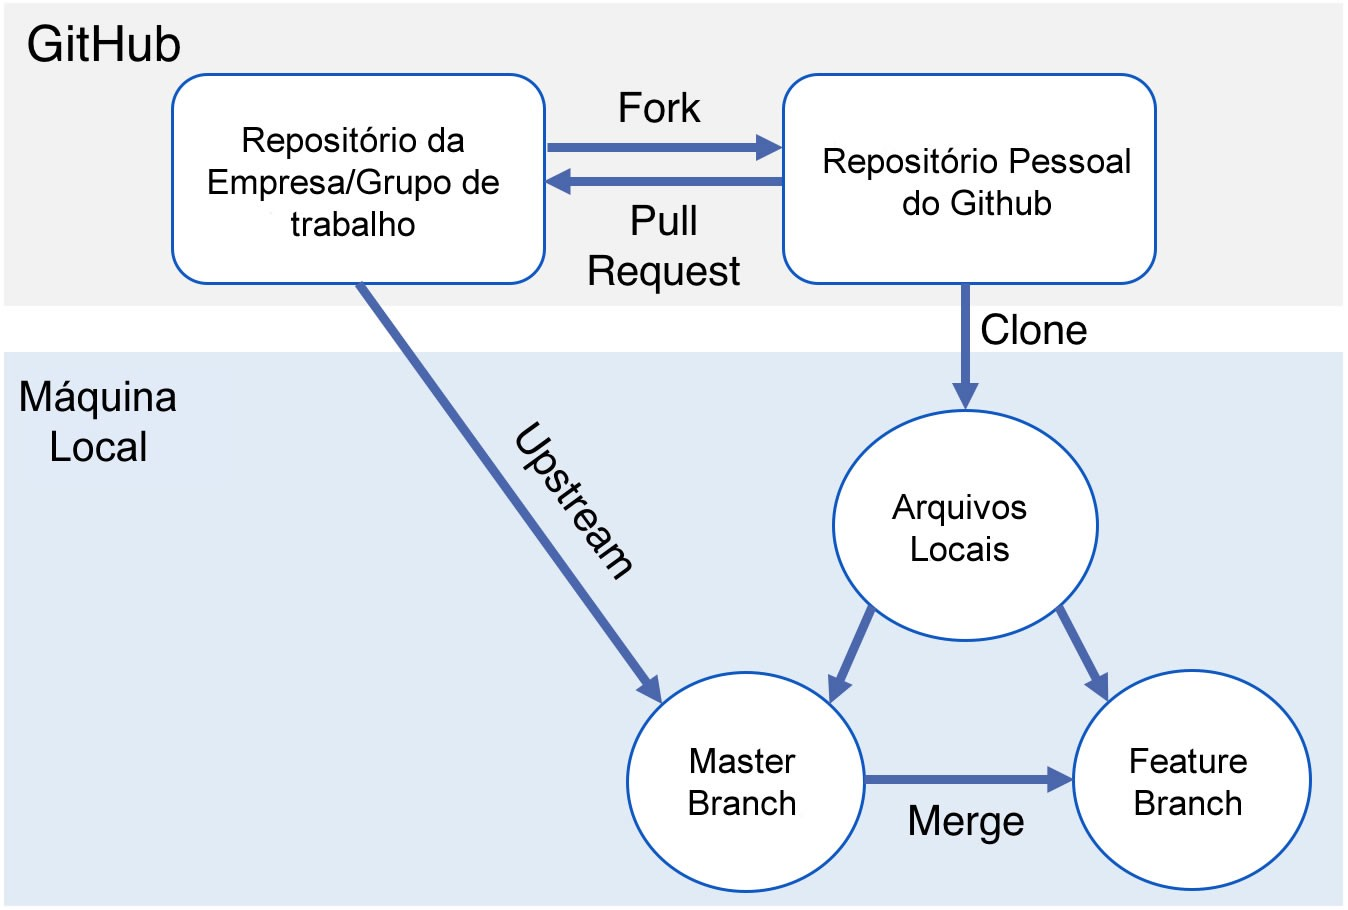 GitHub
Fork
Repositório da
Empresa/Grupo de
trabalho
Repositório Pessoal
do Github
Pull
Request
Clone
Máquina
Local
Upstream
Arquivos
Locais
Master
Branch
Feature
Branch
Merge